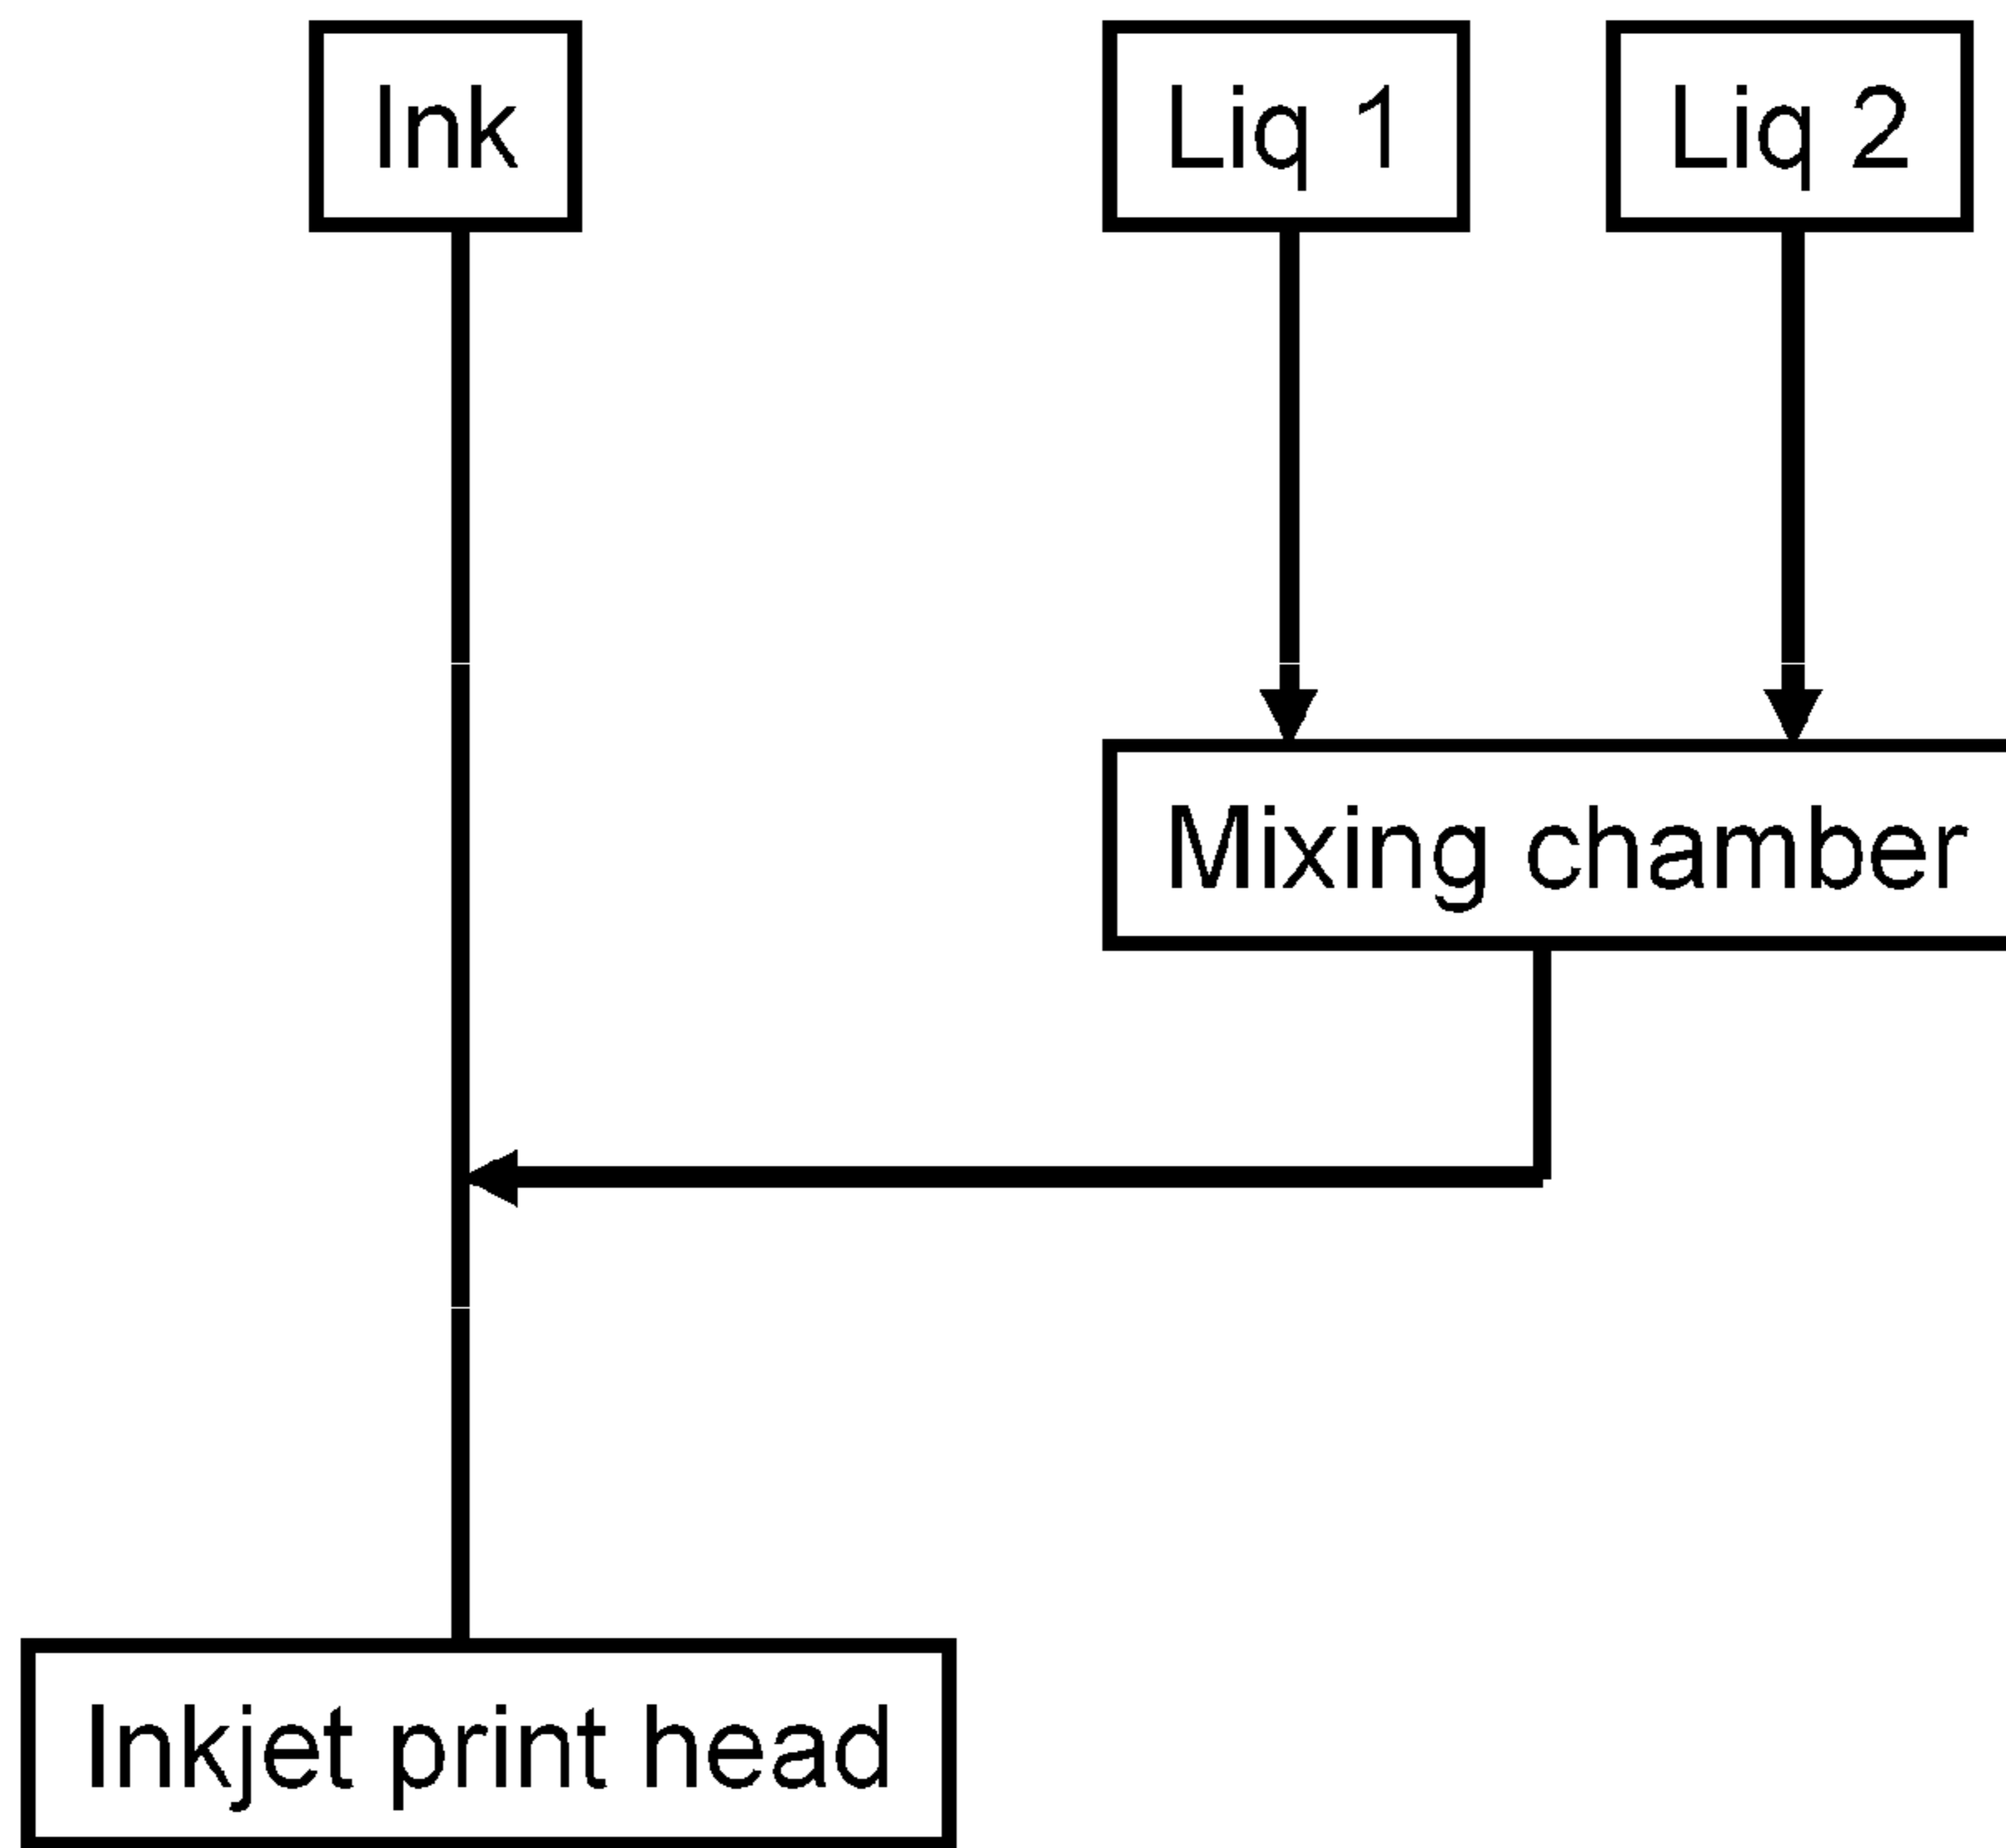 Ink
Liq 1
Liq 2
Mixing chamber
Inkjet print head